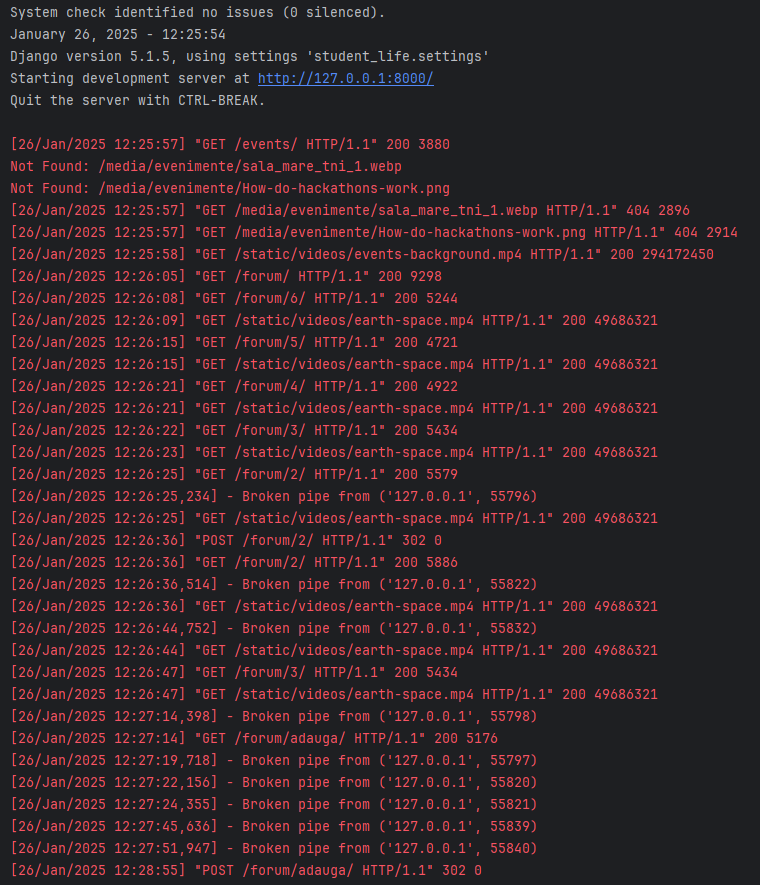 System check identified no issues (0 silenced).
January 26, 2025 - 12:25:54
Django version 5.1.5, using settings 'student_life.settings'
Starting development server at http://127.0.0.1:8000/
Quit the server with CTRL-BREAK.
[26/Jan/2025 12:25:57] "GET /events/ HTTP/1.1" 200 3880
Not Found: /media/evenimente/sala_mare_tni_1.webp
Not Found: /media/evenimente/How-do-hackathons-work.png
[26/Jan/2025 12:25:57] "GET /media/evenimente/sala_mare_tni_1.webp HTTP/1.1" 404 2896
[26/Jan/2025 12:25:57] "GET /media/evenimente/How-do-hackathons-work.png HTTP/1.1" 404 2914
[26/Jan/2025 12:25:58] "GET /static/videos/events-background.mp4 HTTP/1.1" 200 294172450
[26/Jan/2025 12:26:05] "GET /forum/ HTTP/1.1" 200 9298
[26/Jan/2025 12:26:08] "GET /forum/6/ HTTP/1.1" 200 5244
[26/Jan/2025 12:26:09] "GET /static/videos/earth-space.mp4 HTTP/1.1" 200 49686321
[26/Jan/2025 12:26:15] "GET /forum/5/ HTTP/1.1" 200 4721
[26/Jan/2025 12:26:15] "GET /static/videos/earth-space.mp4 HTTP/1.1" 200 49686321
[26/Jan/2025 12:26:21] "GET /forum/4/ HTTP/1.1" 200 4922
[26/Jan/2025 12:26:21] "GET /static/videos/earth-space.mp4 HTTP/1.1" 200 49686321
[26/Jan/2025 12:26:22] "GET /forum/3/ HTTP/1.1" 200 5434
[26/Jan/2025 12:26:23] "GET /static/videos/earth-space.mp4 HTTP/1.1" 200 49686321
[26/Jan/2025 12:26:25] "GET /forum/2/ HTTP/1.1" 200 5579
[26/Jan/2025 12:26:25,234] - Broken pipe from ('127.0.0.1', 55796)
[26/Jan/2025 12:26:25] "GET /static/videos/earth-space.mp4 HTTP/1.1" 200 49686321
[26/Jan/2025 12:26:36] "POST /forum/2/ HTTP/1.1" 302 0
[26/Jan/2025 12:26:36] "GET /forum/2/ HTTP/1.1" 200 5886
[26/Jan/2025 12:26:36,514] - Broken pipe from ('127.0.0.1', 55822)
[26/Jan/2025 12:26:36] "GET /static/videos/earth-space.mp4 HTTP/1.1" 200 49686321
[26/Jan/2025 12:26:44,752] - Broken pipe from ('127.0.0.1', 55832)
[26/Jan/2025 12:26:44] "GET /static/videos/earth-space.mp4 HTTP/1.1" 200 49686321
[26/Jan/2025 12:26:47] "GET /forum/3/ HTTP/1.1" 200 5434
[26/Jan/2025 12:26:47] "GET /static/videos/earth-space.mp4 HTTP/1.1" 200 49686321
[26/Jan/2025 12:27:14,398] - Broken pipe from ('127.0.0.1', 55798)
[26/Jan/2025 12:27:14] "GET /forum/adauga/ HTTP/1.1" 200 5176
[26/Jan/2025 12:27:19,718] - Broken pipe from ('127.0.0.1', 55797)
[26/Jan/2025 12:27:22,156] - Broken pipe from ('127.0.0.1', 55820)
[26/Jan/2025 12:27:24,355] - Broken pipe from ('127.0.0.1', 55821)
[26/Jan/2025 12:27:45,636] - Broken pipe from ('127.0.0.1', 55839)
[26/Jan/2025 12:27:51,947] - Broken pipe from ('127.0.0.1', 55840)
[26/Jan/2025 12:28:55] "POST /forum/adauga/ HTTP/1.1" 302 0